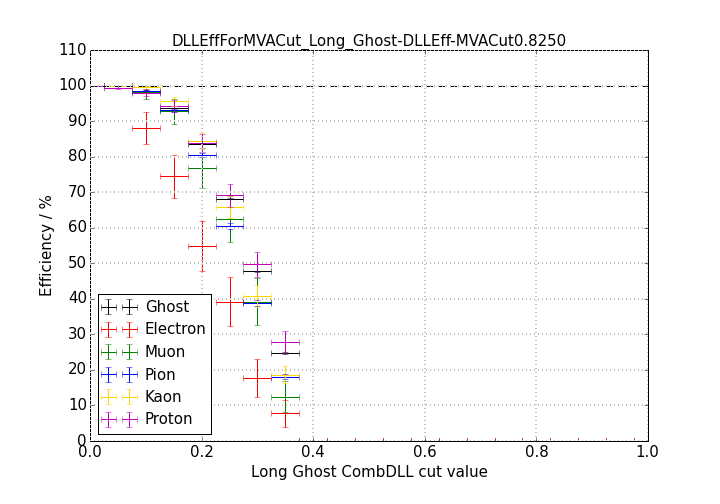 DLLEffForMVACut_Long_Ghost-DLLEff-MVACut0.8250
110
100
90
80
70
60
50
40
30
20
10
0
Efficiency / %
Ghost
Electron
Muon
Pion
Kaon
Proton
0.0 0.2 0.4 0.6 0.8 1.0
Long Ghost CombDLL cut value